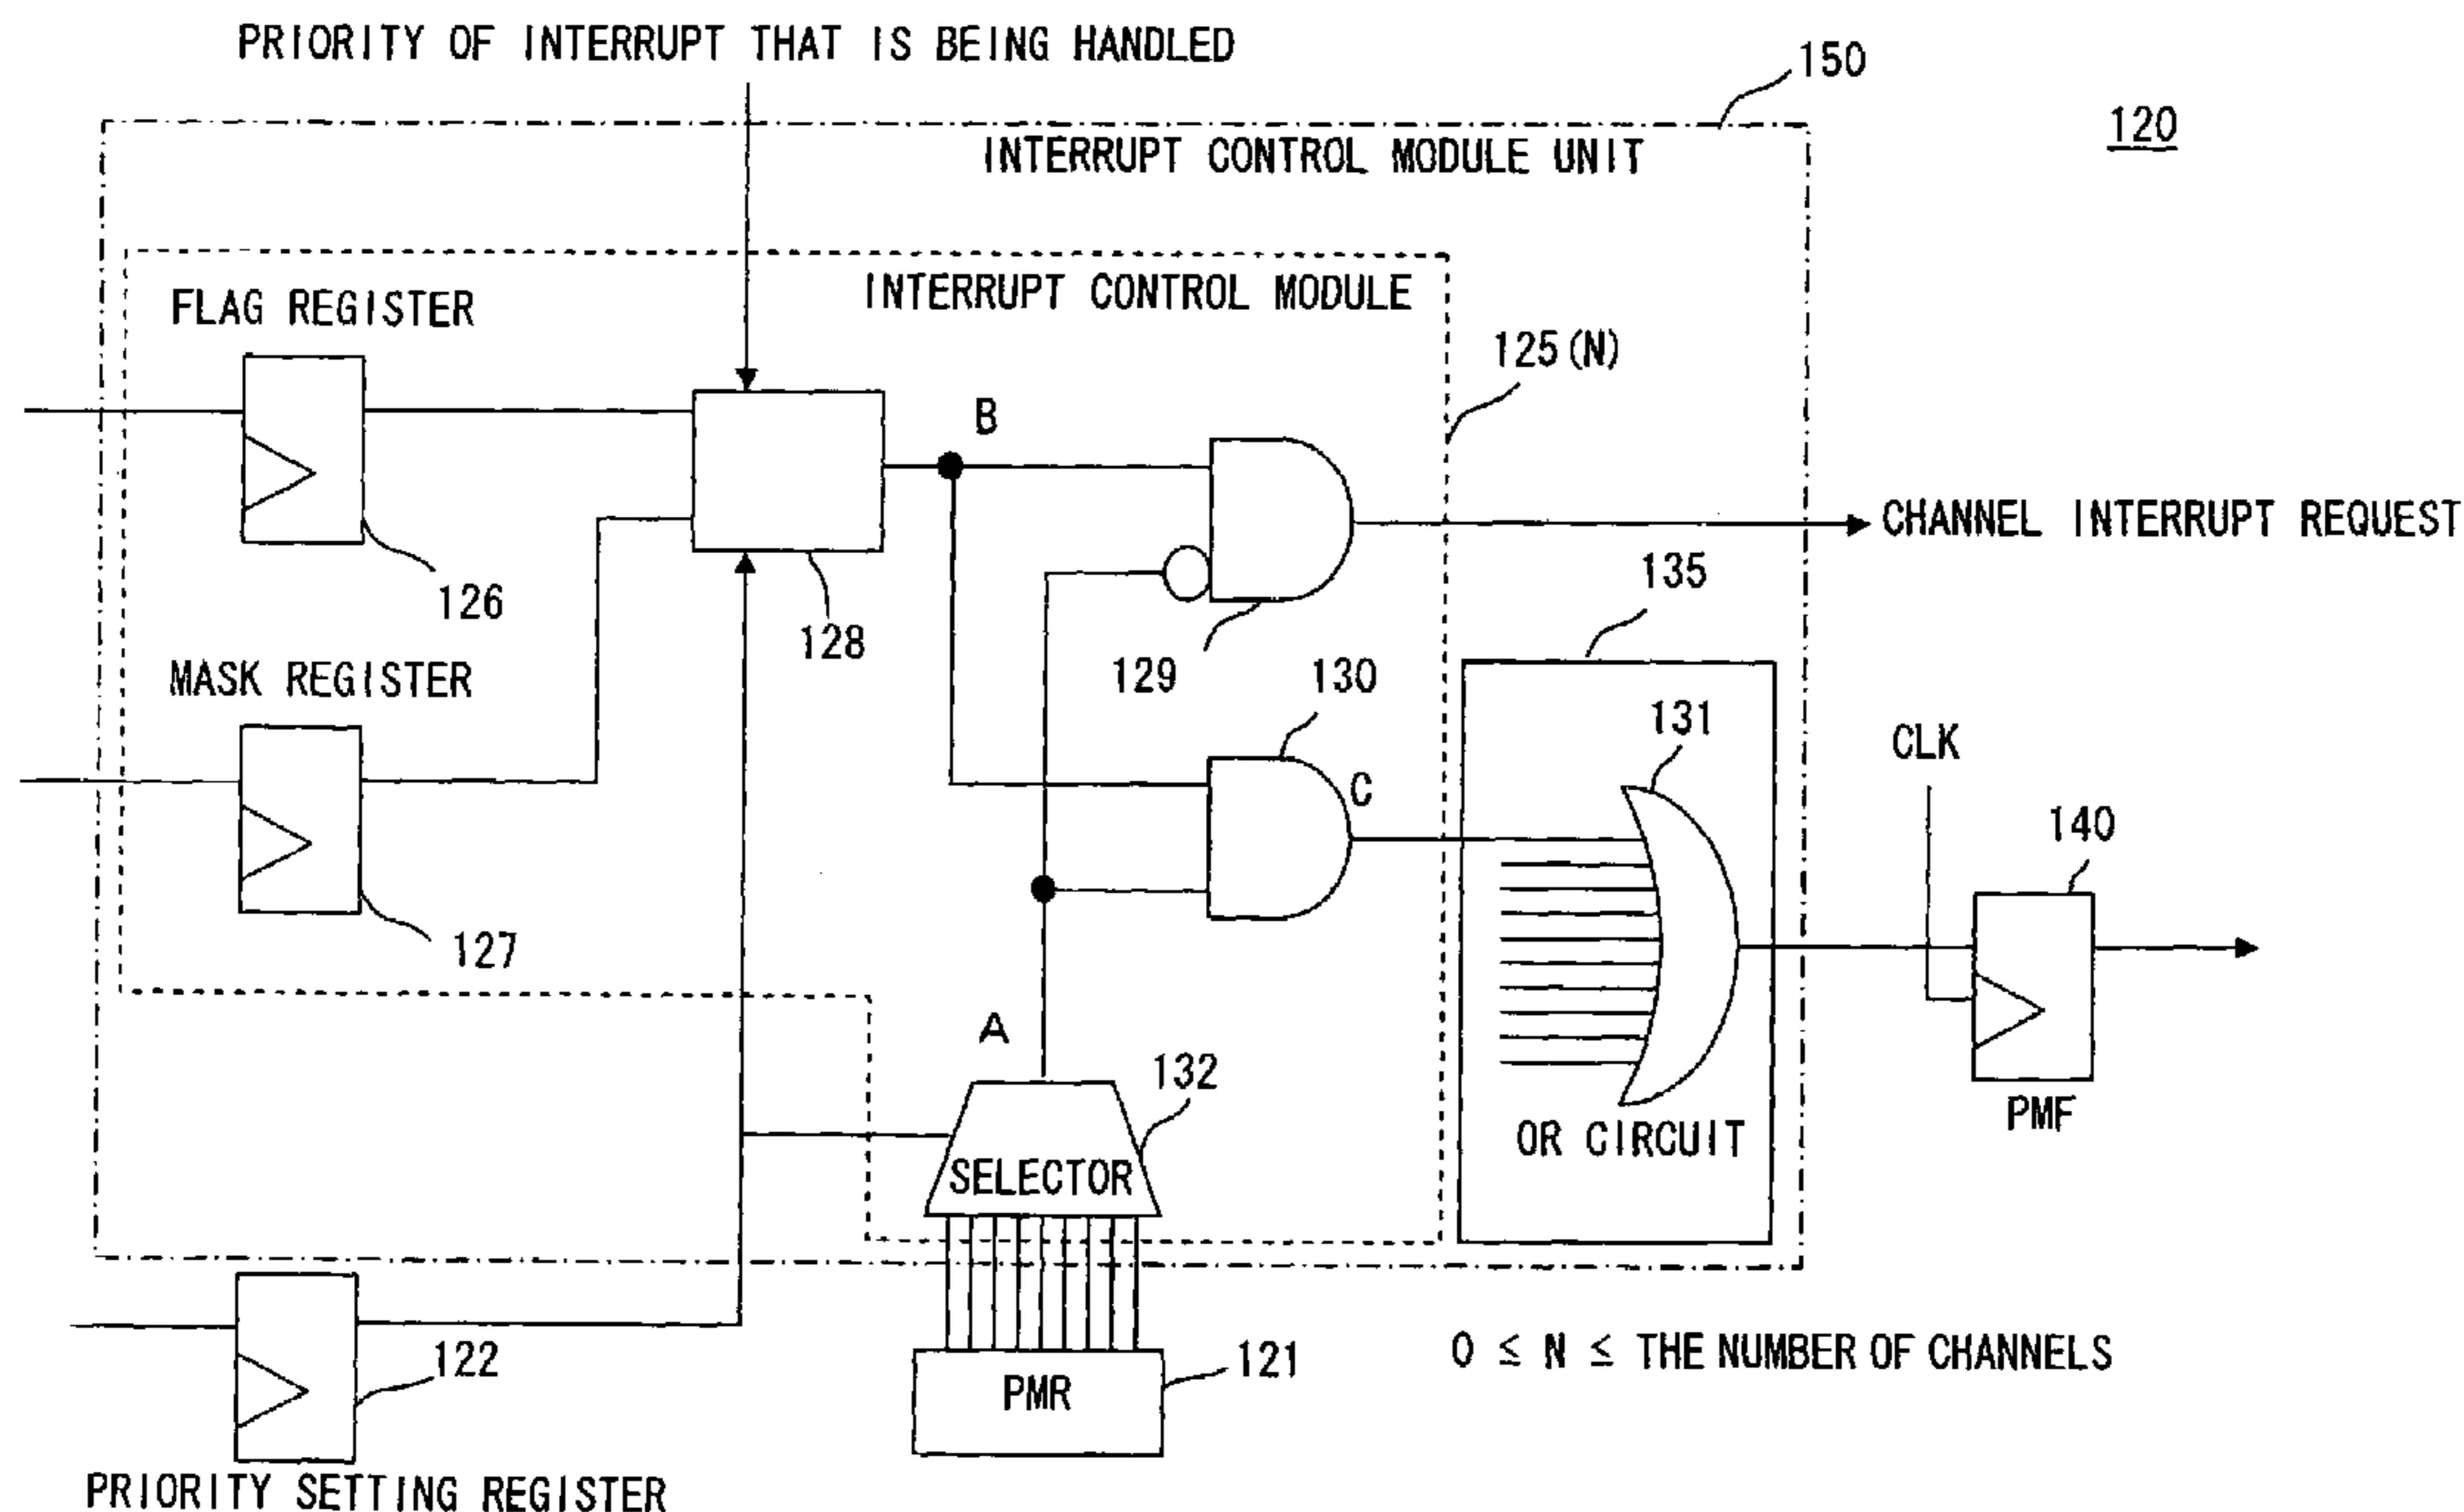 PRIORITY OF INTERRUPT THAT IS BEING HANDLED
150
120
INTERRUPT CONTROL MODULE UNIT
INTERRUPT CONTROL MODULE
FLAG REGISTER
125(N)
B
CHANNEL INTERRUPT REQUEST
126
128
135
MASK REGISTER
129
130
131
CLK
C
140
127
A
132
PMF
OR CIRCUIT
SELECTOR
122
PMR
121
0 ≤ N ≤ THE NUMBER OF CHANNELS
PRIORITY SETTING REGISTER